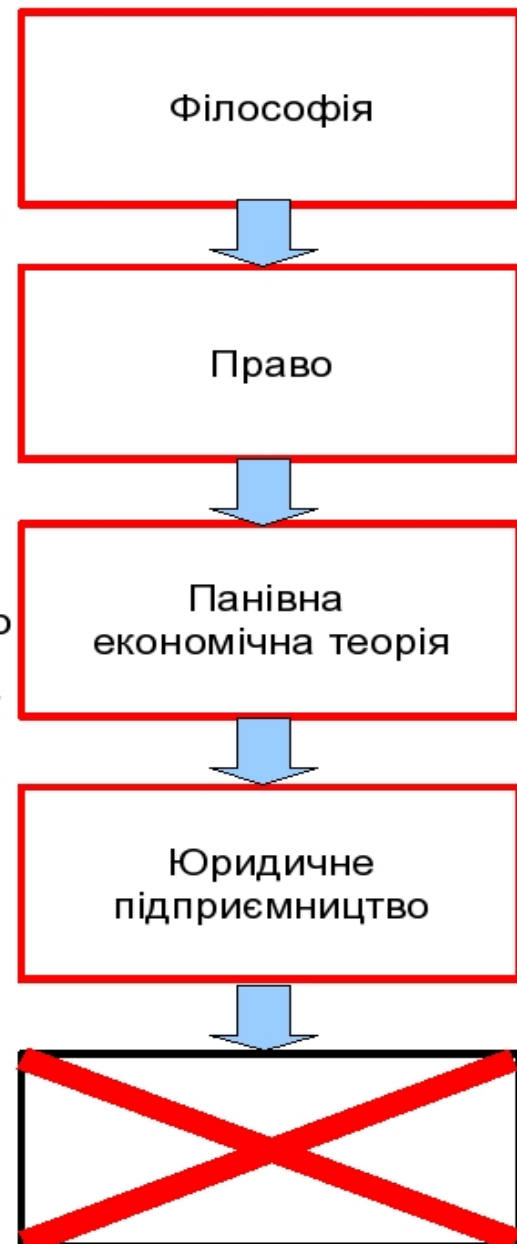 Філософія
Право
Панівна
економічна теорія
Юридичне
підприємництво